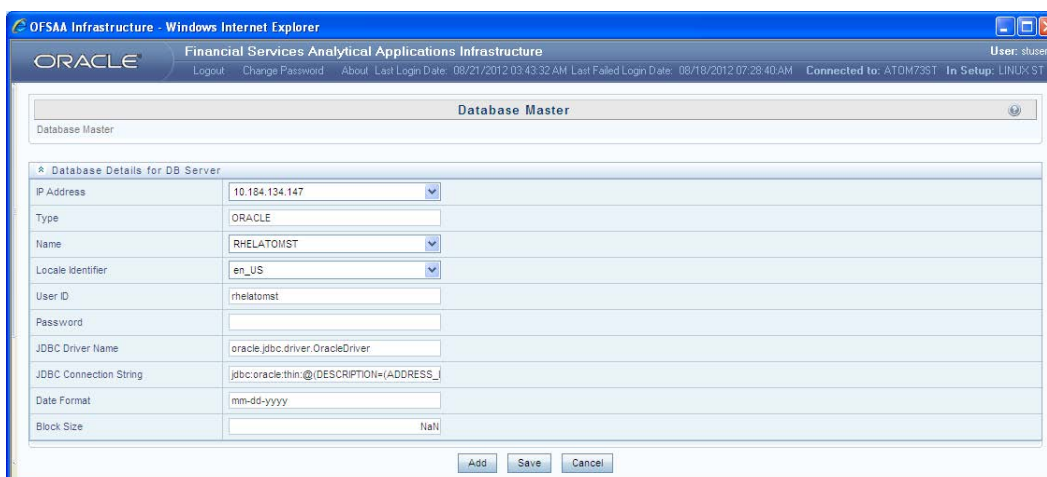 OFSAA Infrastructure - Windows Internet Explorer
ORACLE
Financial Services Analytical Applications Infrastructure
User: stuser
Logout Change Password About Last Login Date: 08/21/2012 03:43:32 AM Last Failed Login Date: 08/18/2012 07:28:40 AM Connected to: ATOM73ST In Setup: LINUX ST
Database Master
Database Master
Database Details for DB Server
IP Address 10.184.134.147
Type ORACLE
Name RHELATOMST
Locale Identifier en_US
User ID rhelatomst
Password
JDBC Driver Name oracle.jdbc.driver.OracleDriver
JDBC Connection String jdbc:oracle:thin:@(DESCRIPTION=(ADDRESS_
Date Format mm-dd-yyyy
Block Size NaN
Add Save Cancel